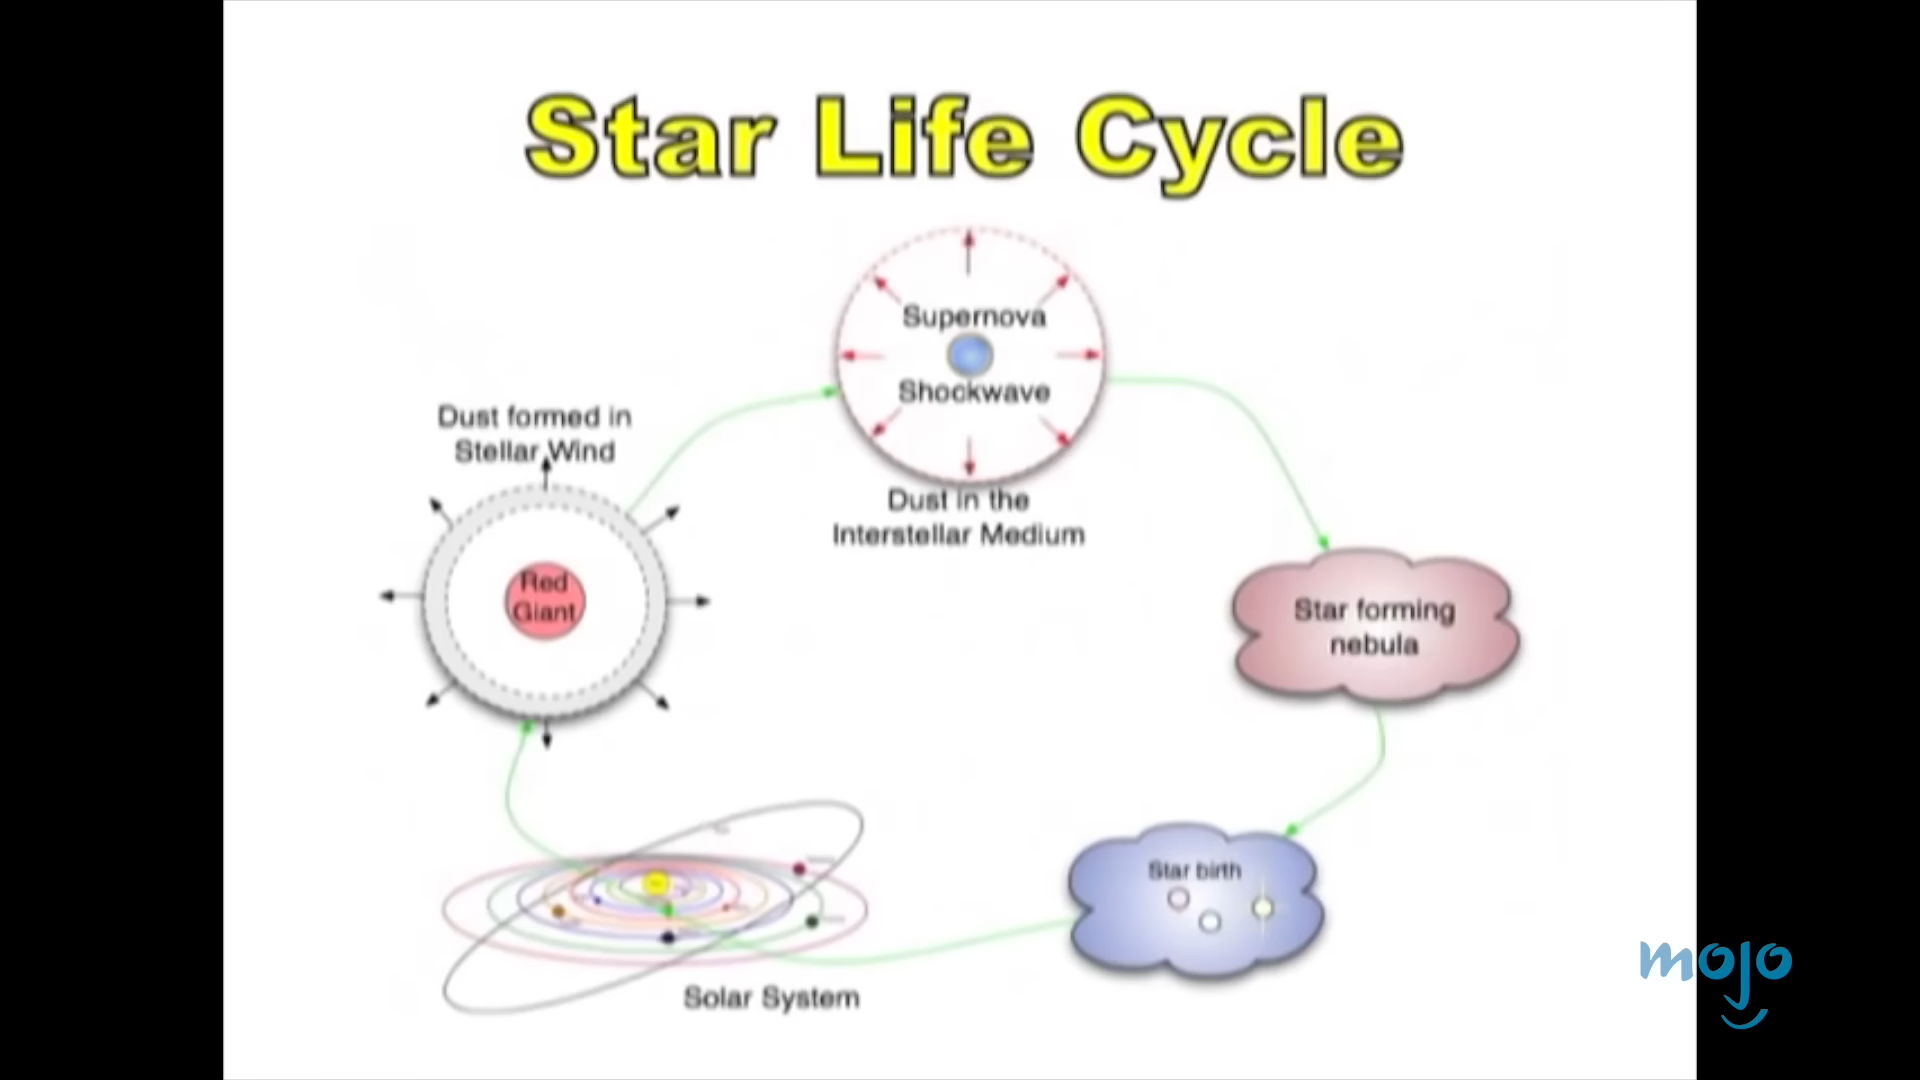 Star Life Cycle
Supernova
Shockwave
Dust in the
Interstellar Medium
Dust formed in
Stellar Wind
Red
Giant
Star forming
nebula
Star birth
Solar System
mojo